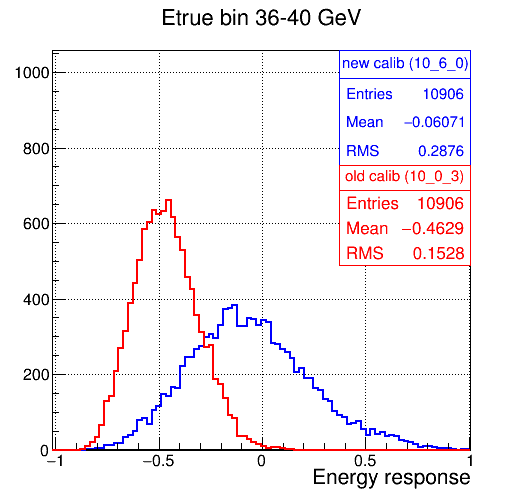 Etrue bin 36-40 GeV
new calib (10_6_0)
Entries 10906
Mean −0.06071
RMS 0.2876
old calib (10_0_3)
Entries 10906
Mean −0.4629
RMS 0.1528
1000
800
600
400
200
0
−1 −0.5 0 0.5 1
Energy response